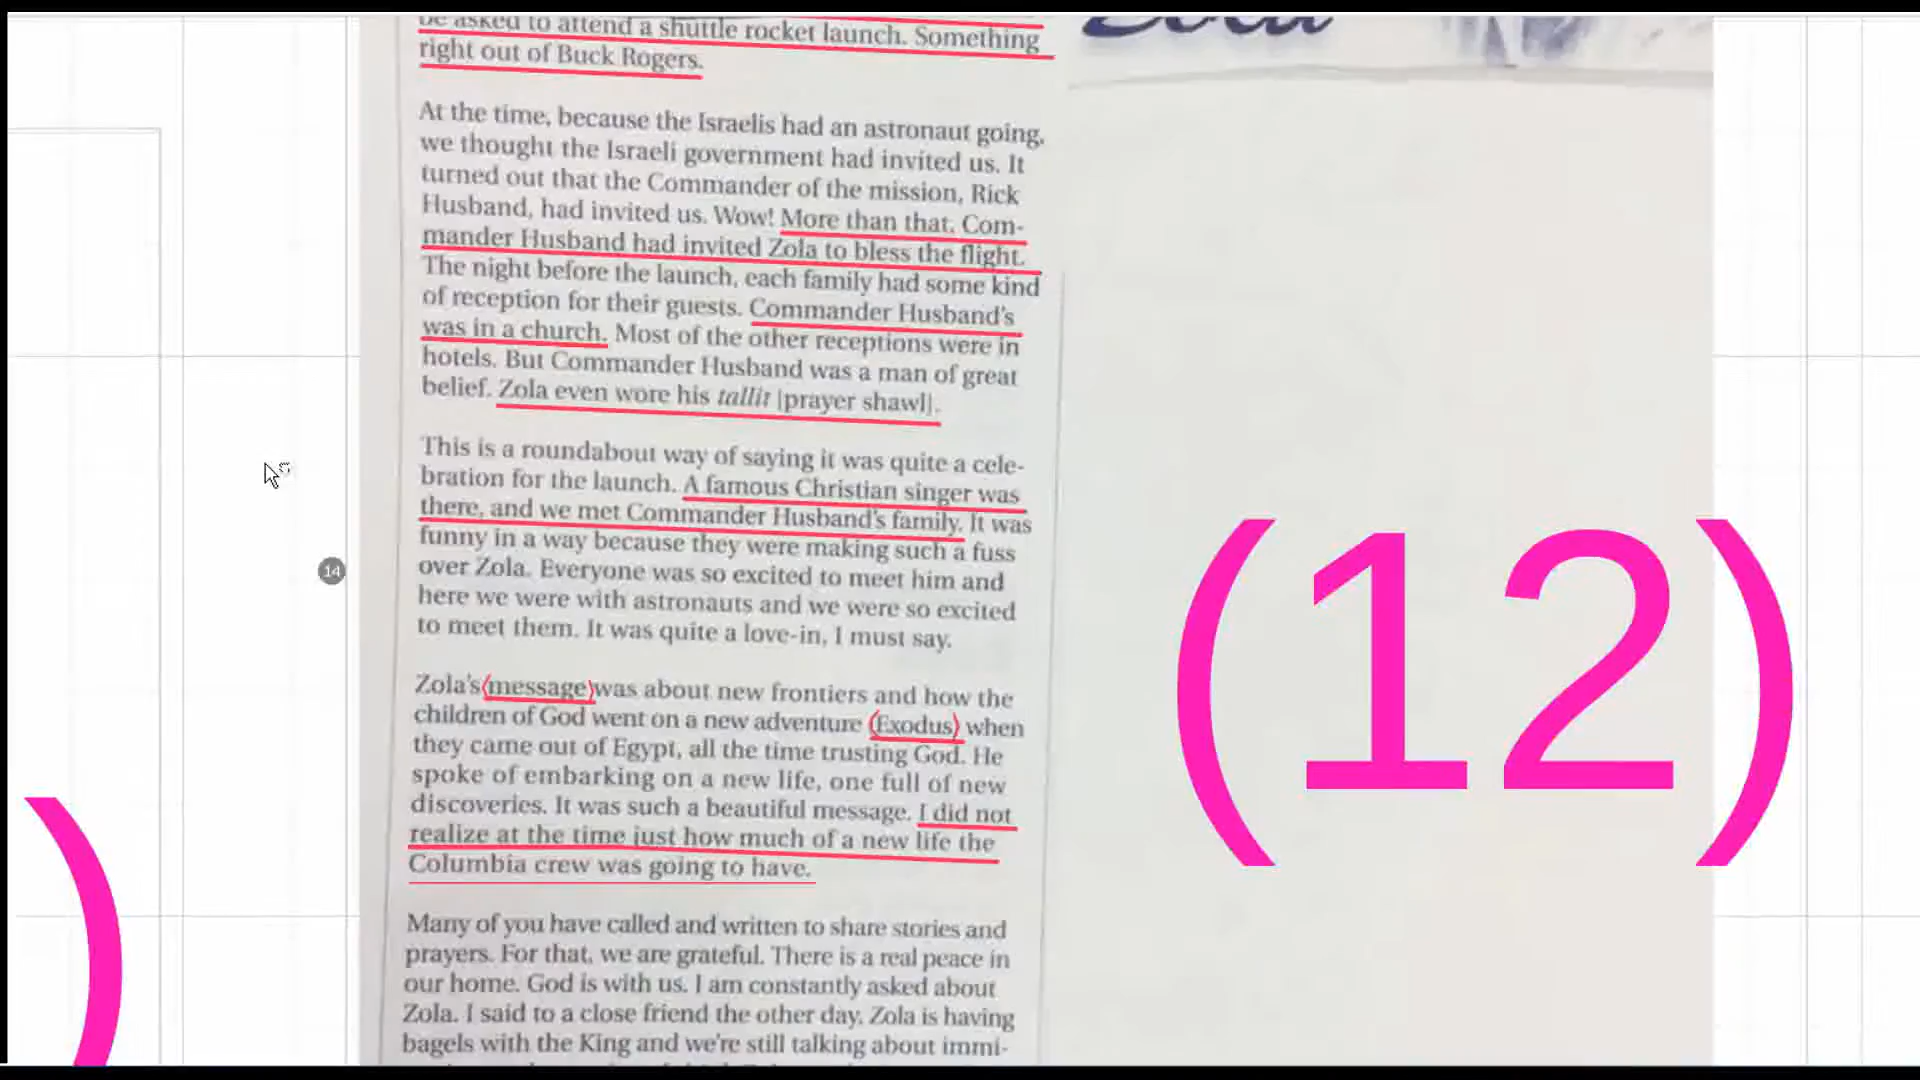 be asked to attend a shuttle rocket launch. Something
right out of Buck Rogers.
At the time, because the Israelis had an astronaut going,
we thought the Israeli government had invited us. It
turned out that the Commander of the mission, Rick
Husband, had invited us. Wow! More than that, Com-
mander Husband had invited Zola to bless the flight.
The night before the launch, each family had some kind
of reception for their guests. Commander Husband's
was in a church. Most of the other receptions were in
hotels. But Commander Husband was a man of great
belief. Zola even wore his tallit [prayer shawl].
This is a roundabout way of saying it was quite a cele-
bration for the launch. A famous Christian singer was
there, and we met Commander Husband's family. It was
funny in a way because they were making such a fuss
over Zola. Everyone was so excited to meet him and
here we were with astronauts and we were so excited
to meet them. It was quite a love-in, I must say.
Zola's (message) was about new frontiers and how the
children of God went on a new adventure (Exodus) when
they came out of Egypt, all the time trusting God. He
spoke of embarking on a new life, one full of new
discoveries. It was such a beautiful message. I did not
realize at the time just how much of a new life the
Columbia crew was going to have.
Many of you have called and written to share stories and
prayers. For that, we are grateful. There is a real peace in
our home. God is with us. I am constantly asked about
Zola. I said to a close friend the other day, Zola is having
bagels with the King and we're still talking about immi-
Zola
14
(12)
)